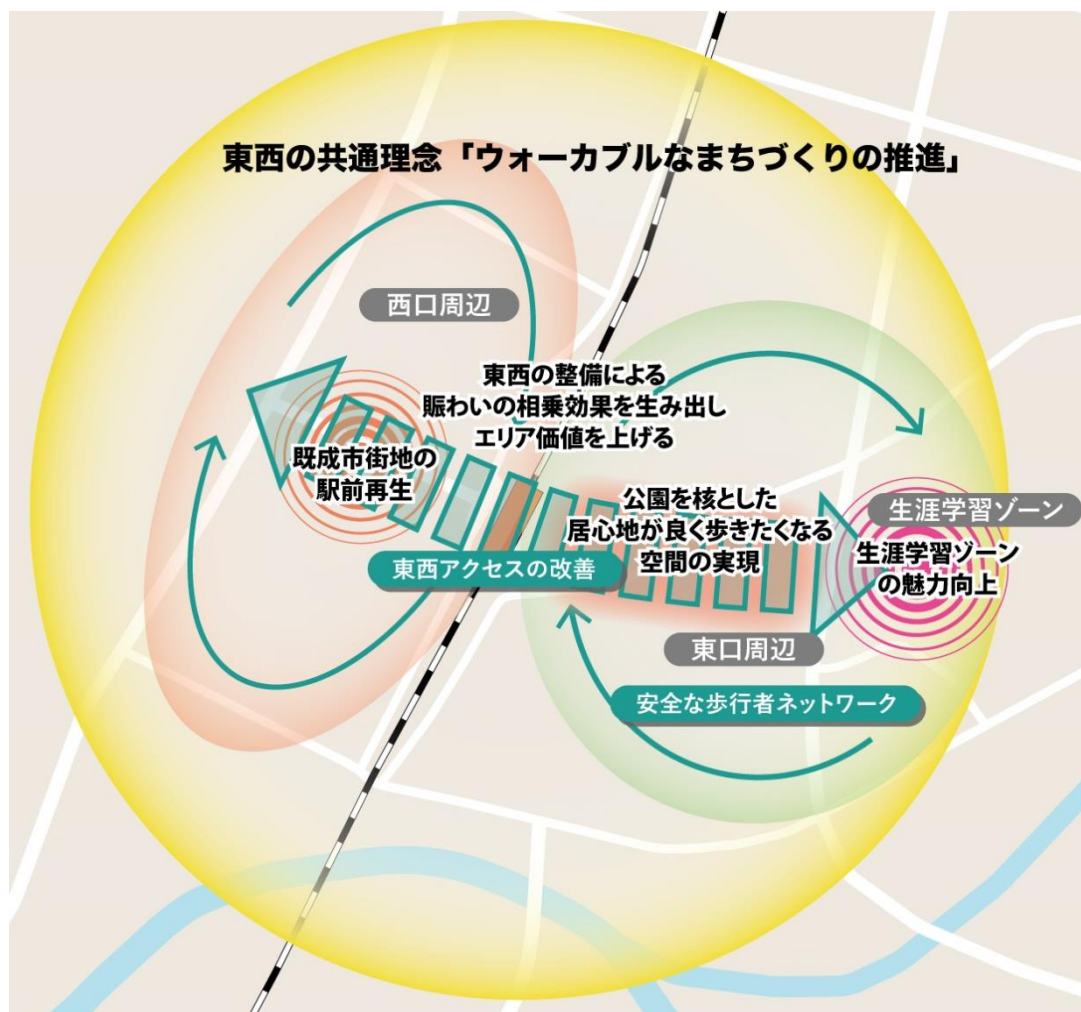 東西の共通理念「ウォーカブルなまちづくりの推進」
西口周辺
東西の整備による
賑わいの相乗効果を生み出し
エリア価値を上げる
既成市街地の
駅前再生
公園を核とした
居心地が良く歩きたくなる
空間の実現
生涯学習ゾーン
生涯学習ゾーン
の魅力向上
東西アクセスの改善
東口周辺
安全な歩行者ネットワーク